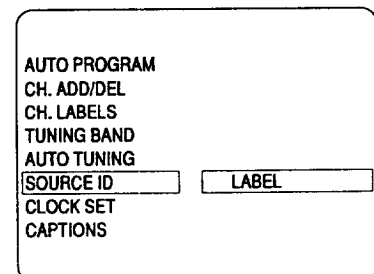 AUTO PROGRAM
CH. ADD/DEL
CH. LABELS
TUNING BAND
AUTO TUNING
SOURCE ID LABEL
CLOCK SET
CAPTIONS